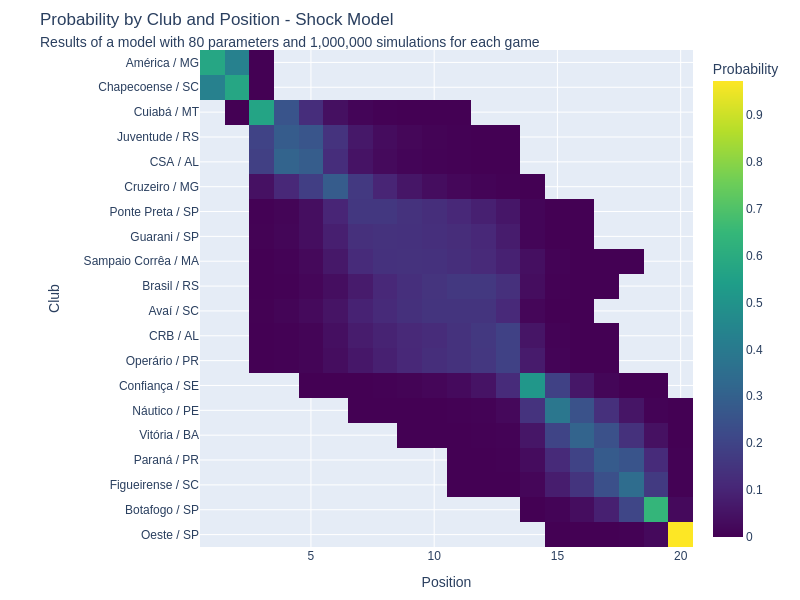 Probability by Club and Position - Shock Model
Results of a model with 80 parameters and 1,000,000 simulations for each game
Probability
América / MG
Chapecoense / SC
Cuiabá / MT
Juventude / RS
CSA / AL
Cruzeiro / MG
Ponte Preta / SP
Guarani / SP
Sampaio Corrêa / MA
Brasil / RS
Avaí / SC
CRB / AL
Operário / PR
Confiança / SE
Náutico / PE
Vitória / BA
Paraná / PR
Figueirense / SC
Botafogo / SP
Oeste / SP
Club
5
10
15
20
Position
0.9
0.8
0.7
0.6
0.5
0.4
0.3
0.2
0.1
0